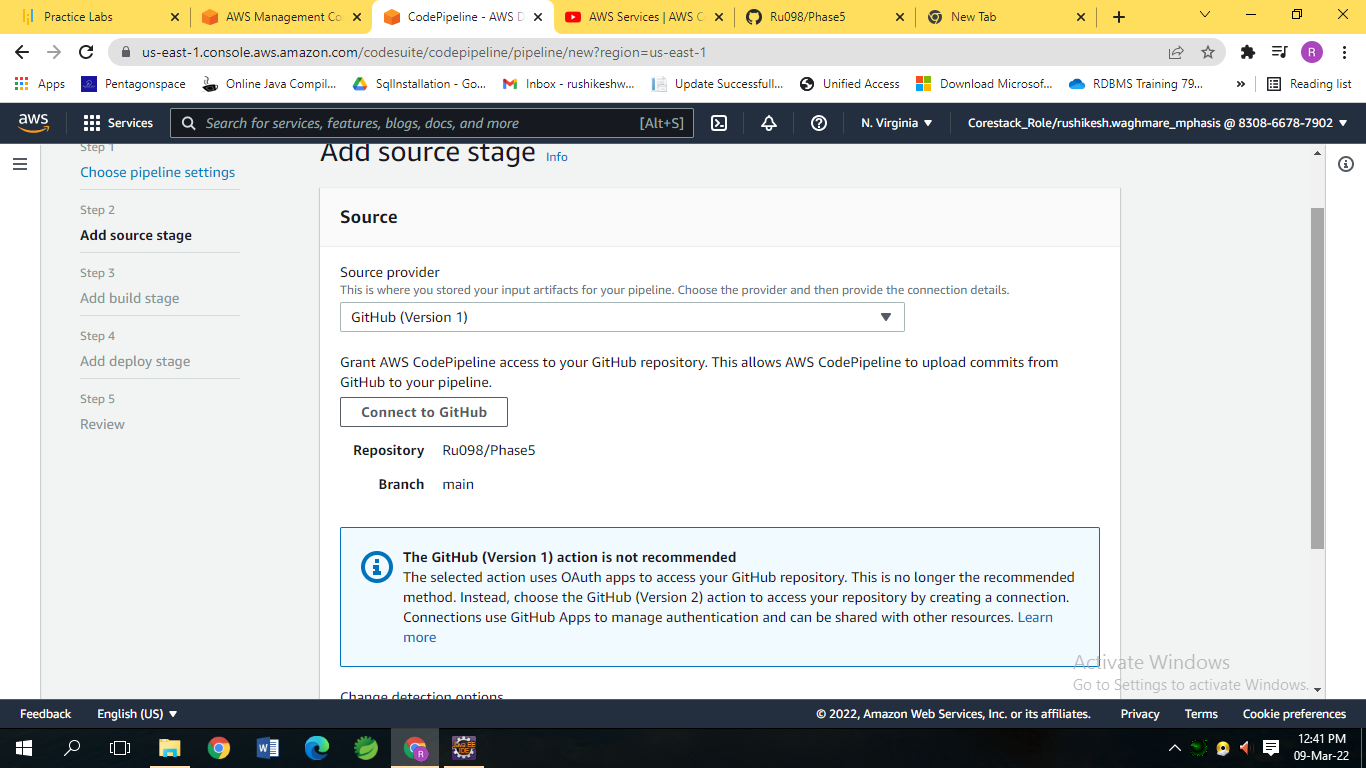 Practice Labs
AWS Management Co
CodePipeline - AWS D
AWS Services | AWS C
Ru098/Phase5
New Tab
us-east-1.console.aws.amazon.com/codesuite/codepipeline/pipeline/new?region=us-east-1
R
Apps
Pentagonspace
Online Java Compil...
SqlInstallation - Go...
Inbox - rushikeshw...
Update Successfull...
Unified Access
Download Microsof...
RDBMS Training 79...
»
Reading list
aws
Services
Search for services, features, blogs, docs, and more
[Alt+S]
N. Virginia
Corestack_Role/rushikesh.waghmare_mphasis @ 8308-6678-7902
Step 1
Choose pipeline settings
Step 2
Add source stage
Step 3
Add build stage
Step 4
Add deploy stage
Step 5
Review
Add source stage Info
Source
Source provider
This is where you stored your input artifacts for your pipeline. Choose the provider and then provide the connection details.
GitHub (Version 1)
Grant AWS CodePipeline access to your GitHub repository. This allows AWS CodePipeline to upload commits from
GitHub to your pipeline.
Connect to GitHub
Repository Ru098/Phase5
Branch main
The GitHub (Version 1) action is not recommended
The selected action uses OAuth apps to access your GitHub repository. This is no longer the recommended
method. Instead, choose the GitHub (Version 2) action to access your repository by creating a connection.
Connections use GitHub Apps to manage authentication and can be shared with other resources. Learn
more
Change detection options
Activate Windows
Go to Settings to activate Windows.
Feedback
English (US)
© 2022, Amazon Web Services, Inc. or its affiliates.
Privacy
Terms
Cookie preferences
12:41 PM
09-Mar-22